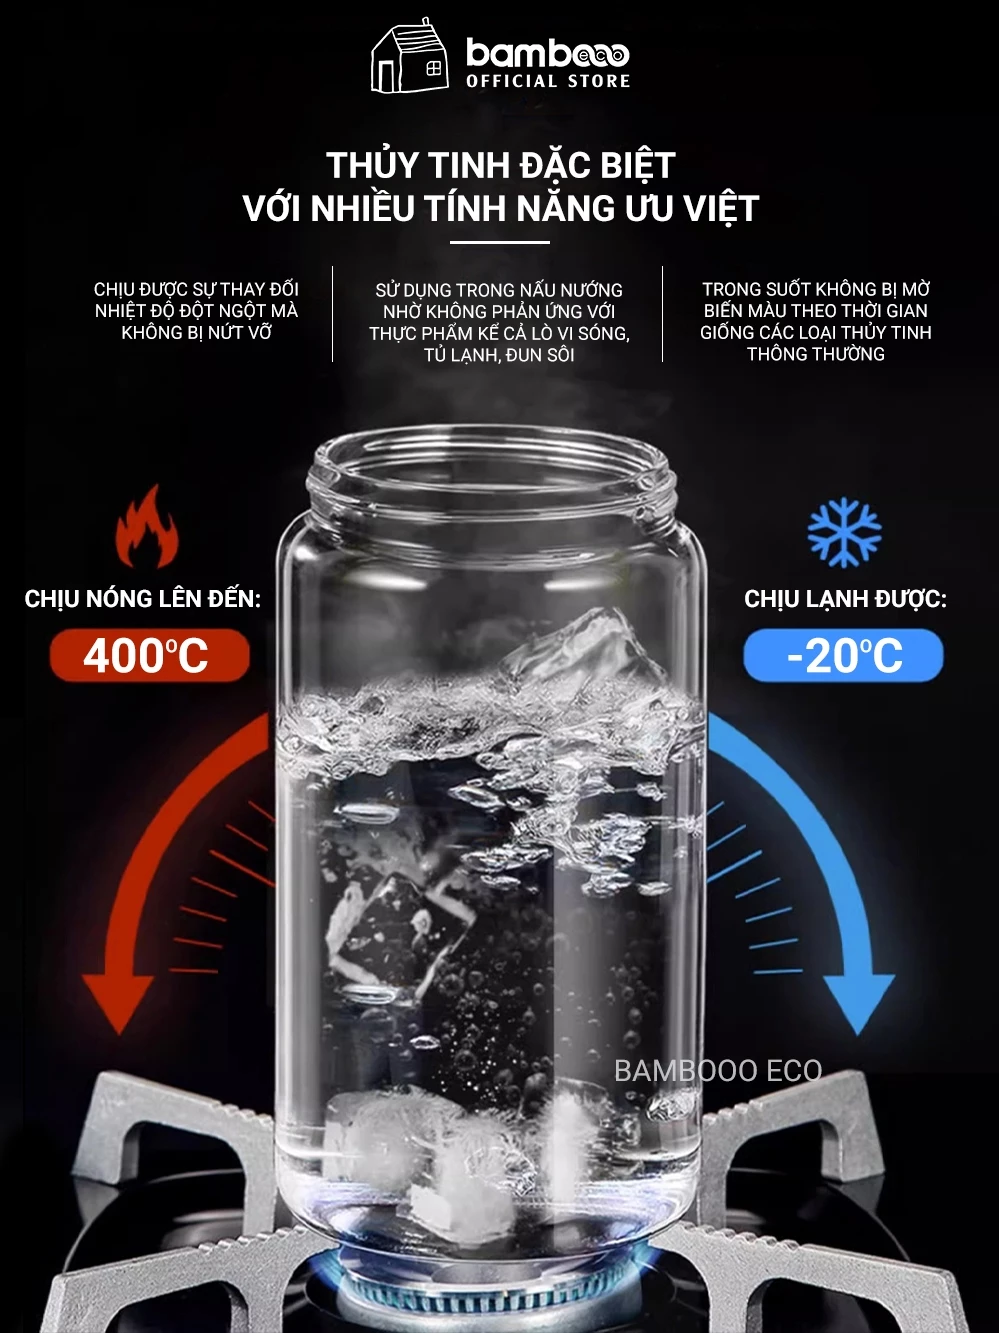 bambooo
eco
OFFICIAL STORE
THỦY TINH ĐẶC BIỆT
VỚI NHIỀU TÍNH NĂNG ƯU VIỆT
CHỊU ĐƯỢC SỰ THAY ĐỔI
NHIỆT ĐỘ ĐỘT NGỘT MÀ
KHÔNG BỊ NỨT VỠ
SỬ DỤNG TRONG NẤU NƯỚNG
NHỜ KHÔNG PHẢN ỨNG VỚI
THỰC PHẨM KỂ CẢ LÒ VI SÓNG,
TỦ LẠNH, ĐUN SÔI
TRONG SUỐT KHÔNG BỊ MỜ
BIẾN MÀU THEO THỜI GIAN
GIỐNG CÁC LOẠI THỦY TINH
THÔNG THƯỜNG
CHỊU NÓNG LÊN ĐẾN:
400°C
CHỊU LẠNH ĐƯỢC:
-20°C
BAMBOOO ECO